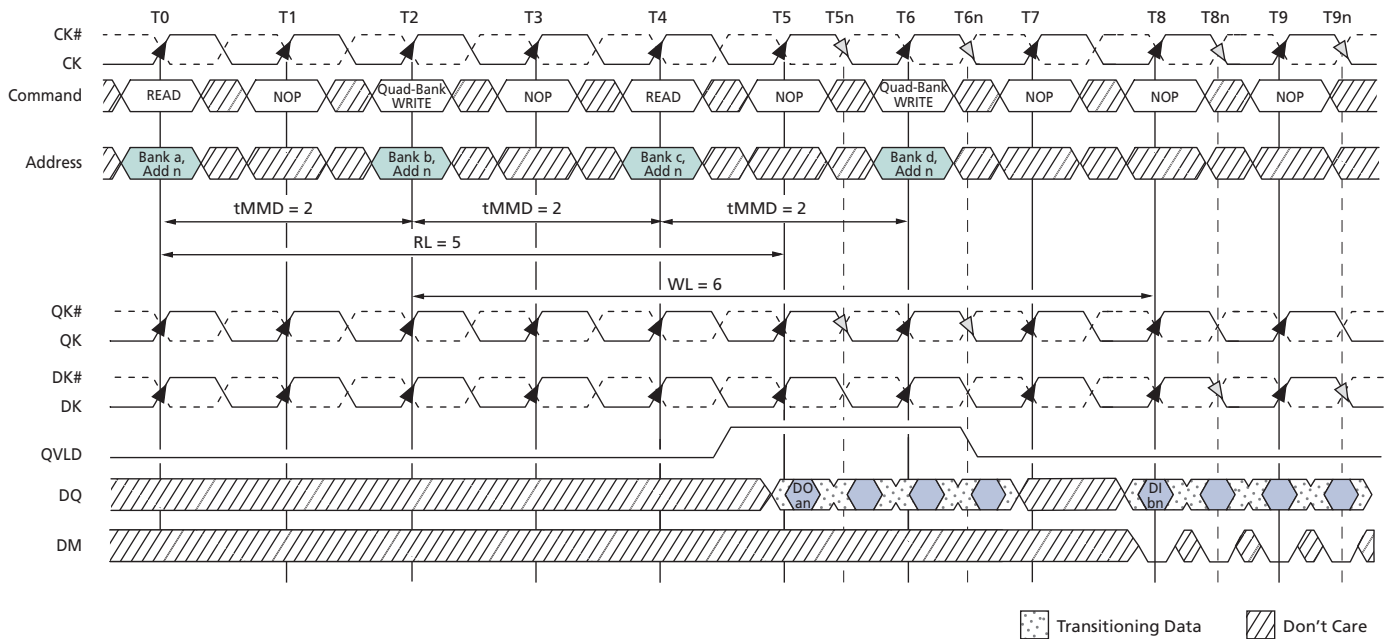 T0 T1 T2 T3 T4 T5 T5n T6 T6n T7 T8 T8n T9 T9n
CK#
CK
Command READ NOP Quad-Bank WRITE NOP READ NOP Quad-Bank WRITE NOP NOP NOP
Address Bank a, Add n Bank b, Add n Bank c, Add n Bank d, Add n
tMMD = 2 tMMD = 2 tMMD = 2
RL = 5
WL = 6
QK#
QK
DK#
DK
QVLD
DQ DO an DI bn
DM
Transitioning Data Don't Care